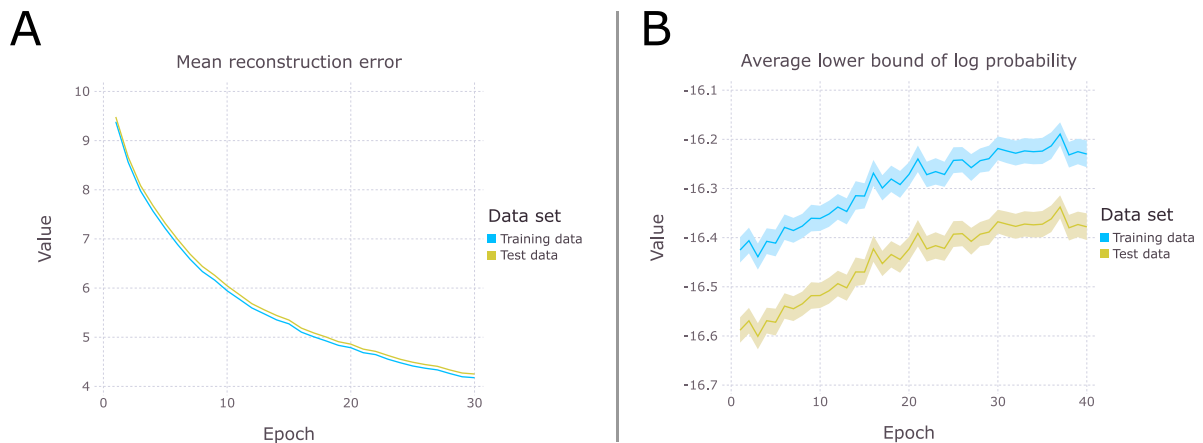 A
Mean reconstruction error
10
9
8
7
6
5
4
Value
0 10 20 30
Epoch
Data set
Training data
Test data
B
Average lower bound of log probability
-16.1
-16.2
-16.3
-16.4
-16.5
-16.6
-16.7
Value
0 10 20 30 40
Epoch
Data set
Training data
Test data